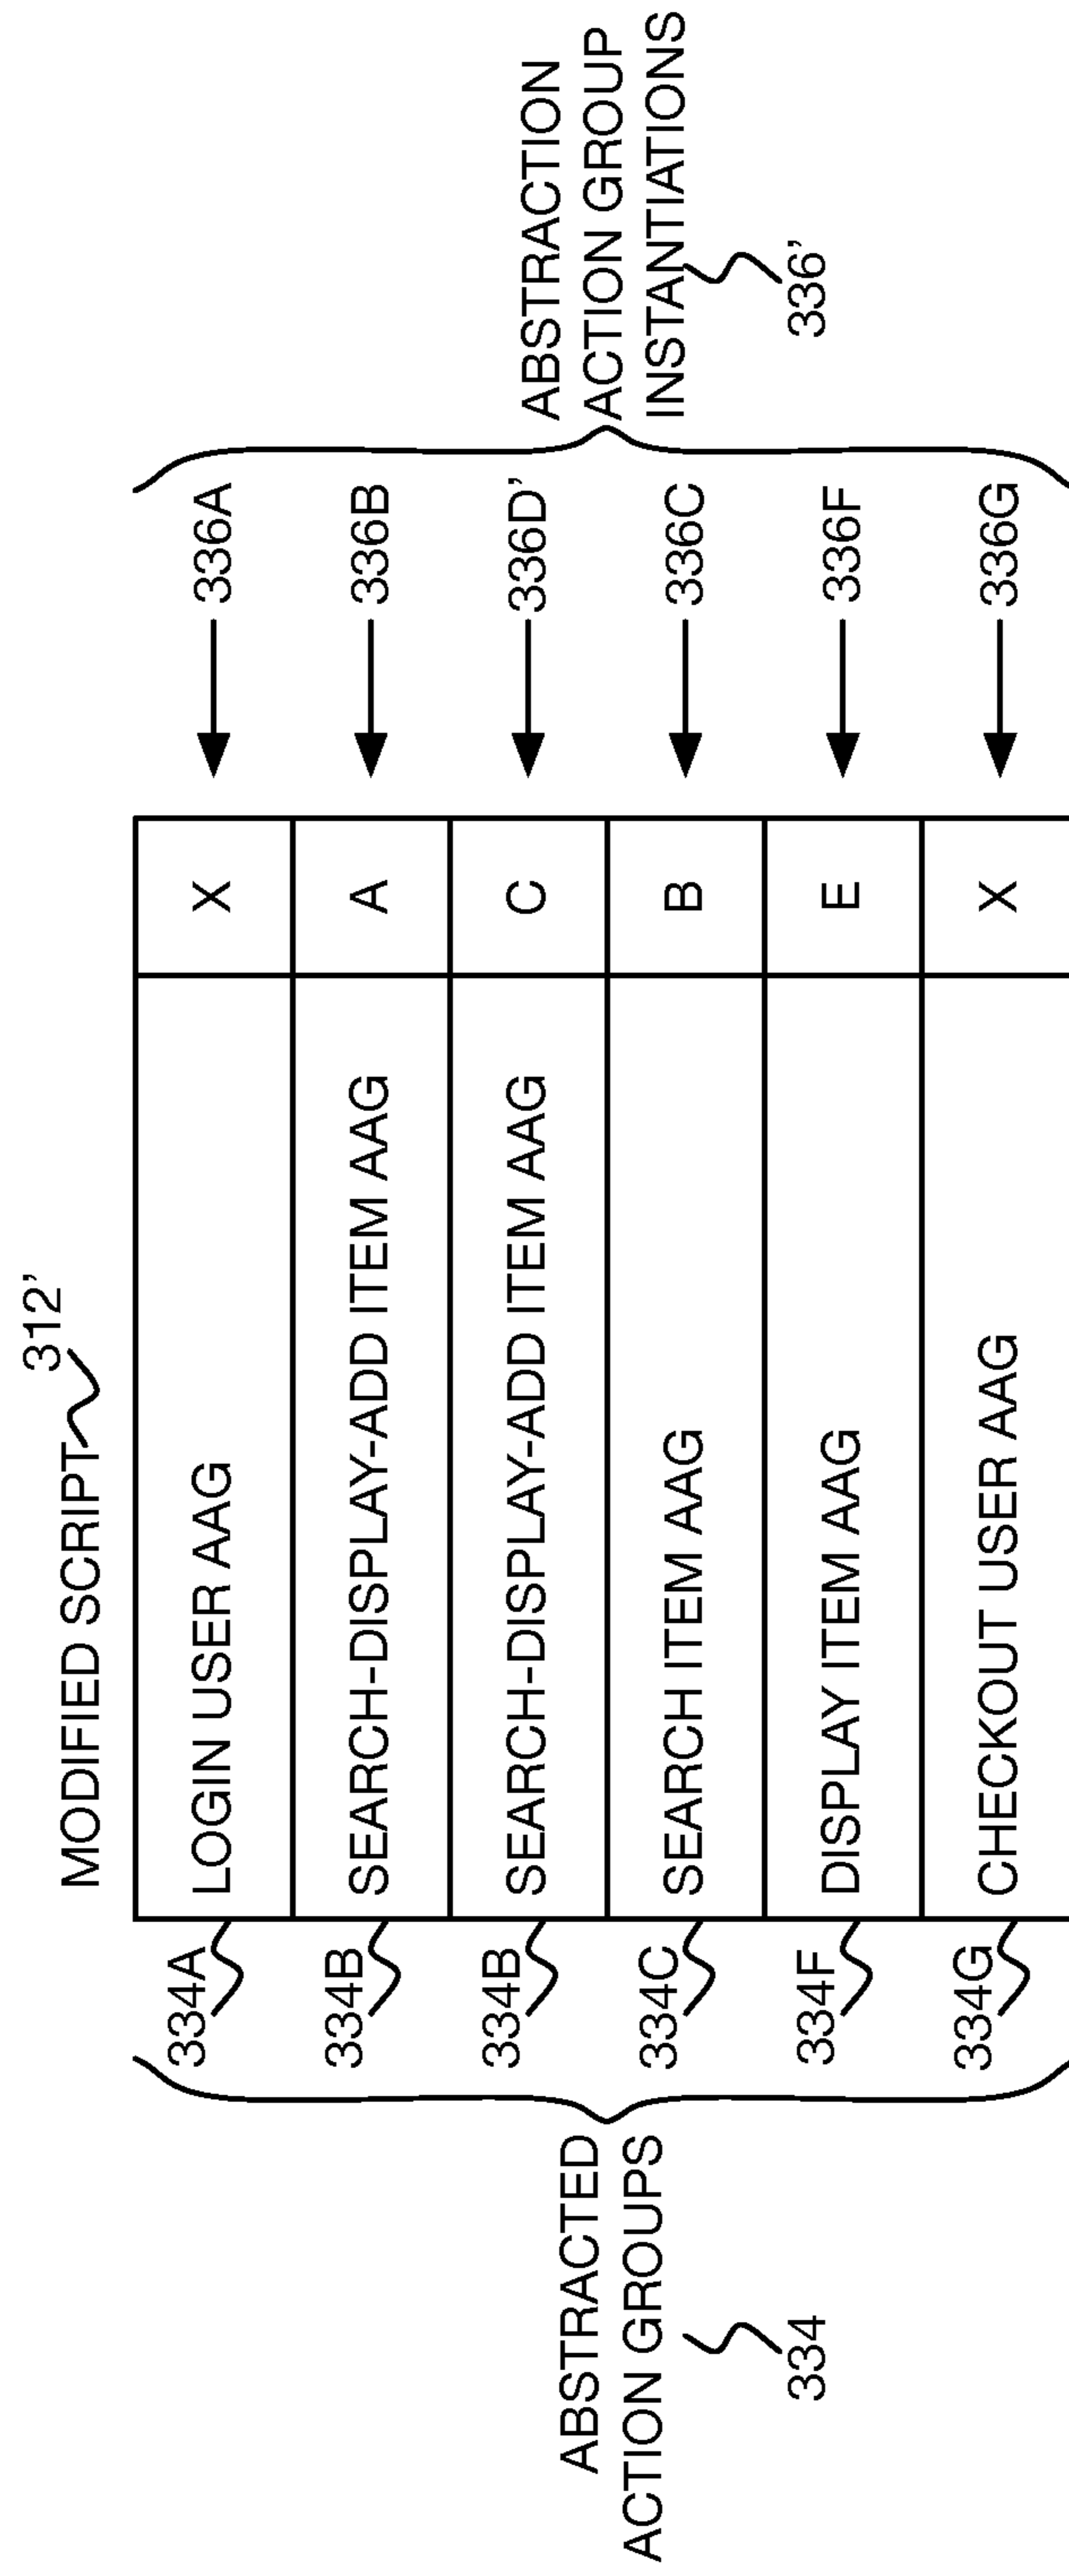 MODIFIED SCRIPT 312’
ABSTRACTED
ACTION GROUPS
334
334A LOGIN USER AAG X 336A
334B SEARCH-DISPLAY-ADD ITEM AAG A 336B
334B SEARCH-DISPLAY-ADD ITEM AAG C 336D’
334C SEARCH ITEM AAG B 336C
334F DISPLAY ITEM AAG E 336F
334G CHECKOUT USER AAG X 336G
ABSTRACTION
ACTION GROUP
INSTANTIATIONS
336’